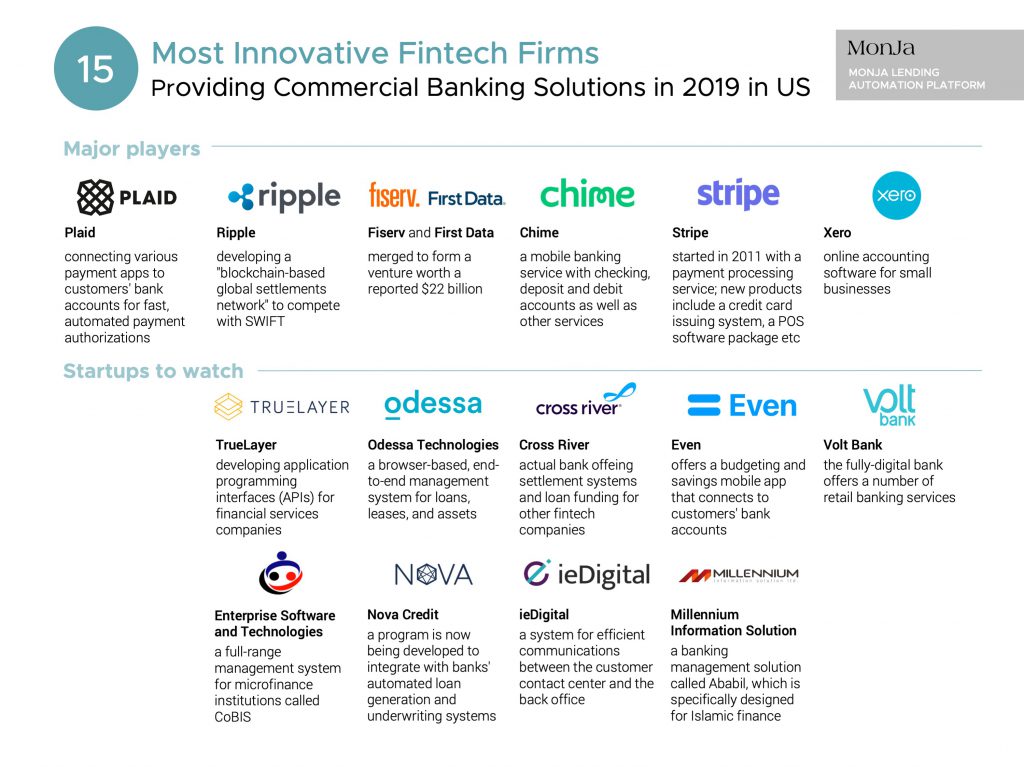 15
Most Innovative Fintech Firms
Providing Commercial Banking Solutions in 2019 in US
MonJa
MONJA LENDING
AUTOMATION PLATFORM
Major players
PLAID
ripple
fiserv. First Data.
chime
stripe
xero
Plaid
connecting various
payment apps to
customers' bank
accounts for fast,
automated payment
authorizations
Ripple
developing a
"blockchain-based
global settlements
network" to compete
with SWIFT
Fiserv and First Data
merged to form a
venture worth a
reported $22 billion
Chime
a mobile banking
service with checking,
deposit and debit
accounts as well as
other services
Stripe
started in 2011 with a
payment processing
service; new products
include a credit card
issuing system, a POS
software package etc
Xero
online accounting
software for small
businesses
Startups to watch
TRUELAYER
odessa
cross river
Even
volt
bank
TrueLayer
developing application
programming
interfaces (APIs) for
financial services
companies
Odessa Technologies
a browser-based, end-
to-end management
system for loans,
leases, and assets
Cross River
actual bank offeing
settlement systems
and loan funding for
other fintech
companies
Even
offers a budgeting and
savings mobile app
that connects to
customers' bank
accounts
Volt Bank
the fully-digital bank
offers a number of
retail banking services
NOVA
ieDigital
MILLENNIUM
information solution ltd.
Enterprise Software
and Technologies
a full-range
management system
for microfinance
institutions called
CoBIS
Nova Credit
a program is now
being developed to
integrate with banks'
automated loan
generation and
underwriting systems
ieDigital
a system for efficient
communications
between the customer
contact center and the
back office
Millennium
Information Solution
a banking
management solution
called Ababil, which is
specifically designed
for Islamic finance